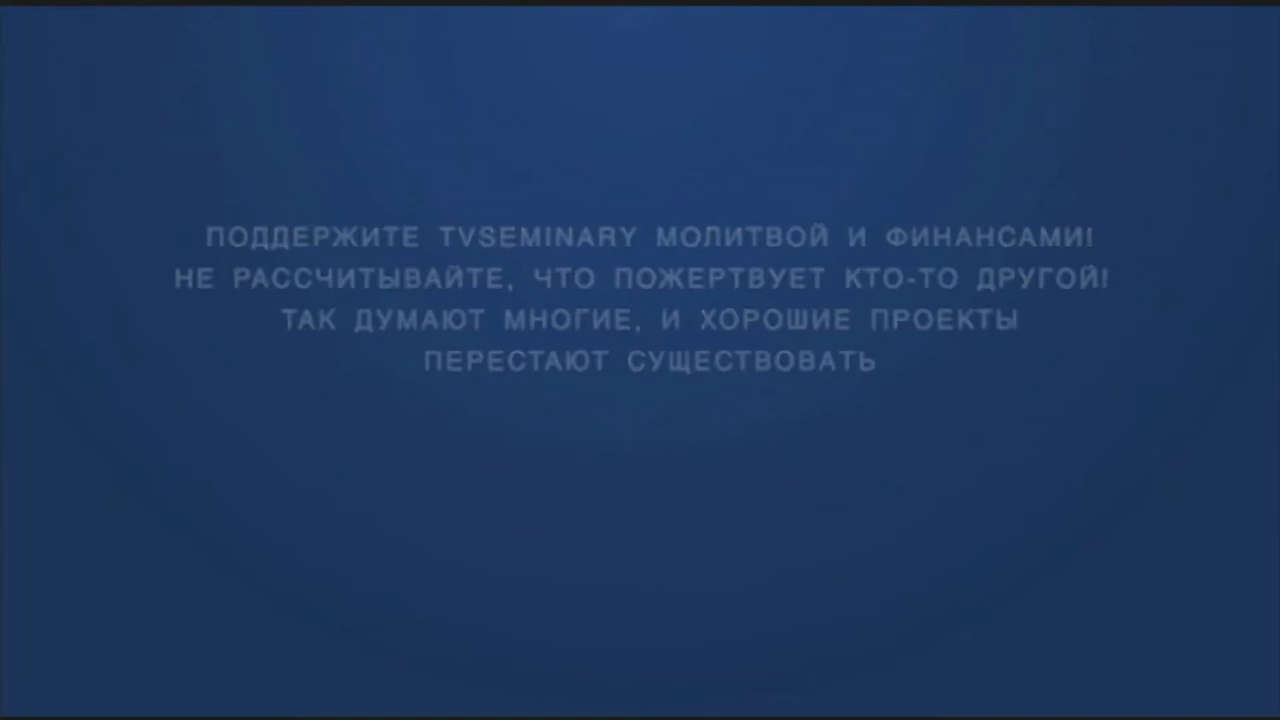 ПОДДЕРЖИТЕ TVSEMINARY МОЛИТВОЙ И ФИНАНСАМИ!
НЕ РАССЧИТЫВАЙТЕ, ЧТО ПОЖЕРТВУЕТ КТО-ТО ДРУГОЙ!
ТАК ДУМАЮТ МНОГИЕ, И ХОРОШИЕ ПРОЕКТЫ
ПЕРЕСТАЮТ СУЩЕСТВОВАТЬ